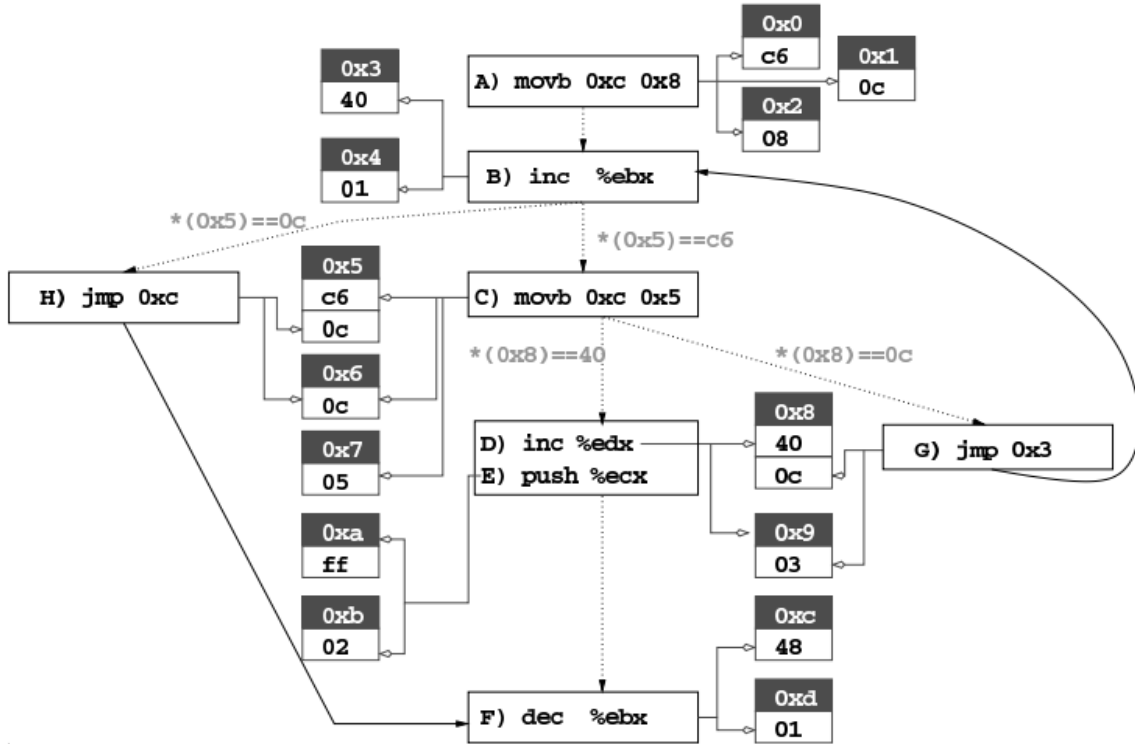 0x0
c6
0x1
0c
0x3
40
A) movb 0xc 0x8
0x2
08
0x4
01
B) inc %ebx
*(0x5)==0c
*(0x5)==c6
H) jmp 0xc
0x5
c6
0c
C) movb 0xc 0x5
*(0x8)==40
*(0x8)==0c
0x6
0c
0x8
40
0c
0x7
05
D) inc %edx
E) push %ecx
G) jmp 0x3
0xa
ff
0x9
03
0xb
02
0xc
48
F) dec %ebx
0xd
01